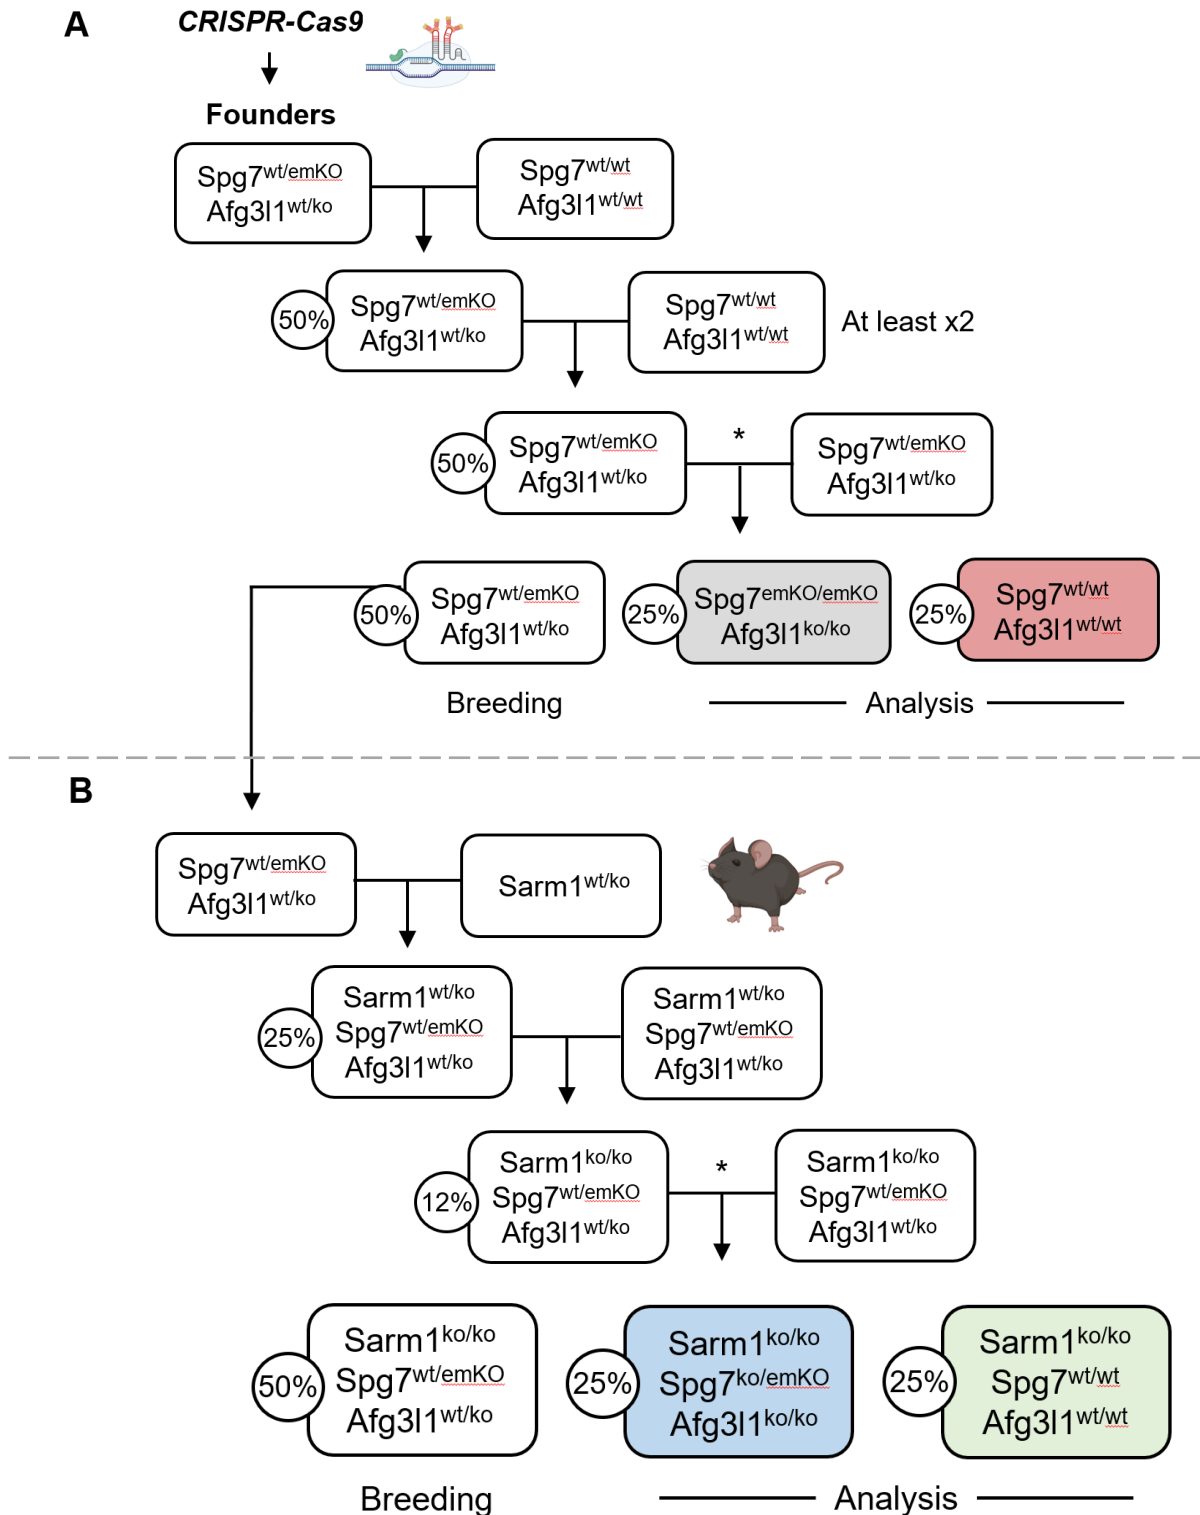 A
CRISPR-Cas9
Founders
Spg7wt/emKO
Afg3l1wt/ko
Spg7wt/wt
Afg3l1wt/wt
50%
Spg7wt/emKO
Afg3l1wt/ko
Spg7wt/wt
Afg3l1wt/wt
At least x2
50%
Spg7wt/emKO
Afg3l1wt/ko
*
Spg7wt/emKO
Afg3l1wt/ko
50%
Spg7wt/emKO
Afg3l1wt/ko
25%
Spg7emKO/emKO
Afg3l1ko/ko
25%
Spg7wt/wt
Afg3l1wt/wt
Breeding
Analysis
B
Spg7wt/emKO
Afg3l1wt/ko
Sarm1wt/ko
25%
Sarm1wt/ko
Spg7wt/emKO
Afg3l1wt/ko
Sarm1wt/ko
Spg7wt/emKO
Afg3l1wt/ko
12%
Sarm1ko/ko
Spg7wt/emKO
Afg3l1wt/ko
*
Sarm1ko/ko
Spg7wt/emKO
Afg3l1wt/ko
50%
Sarm1ko/ko
Spg7wt/emKO
Afg3l1wt/ko
25%
Sarm1ko/ko
Spg7ko/emKO
Afg3l1ko/ko
25%
Sarm1ko/ko
Spg7wt/wt
Afg3l1wt/wt
Breeding
Analysis